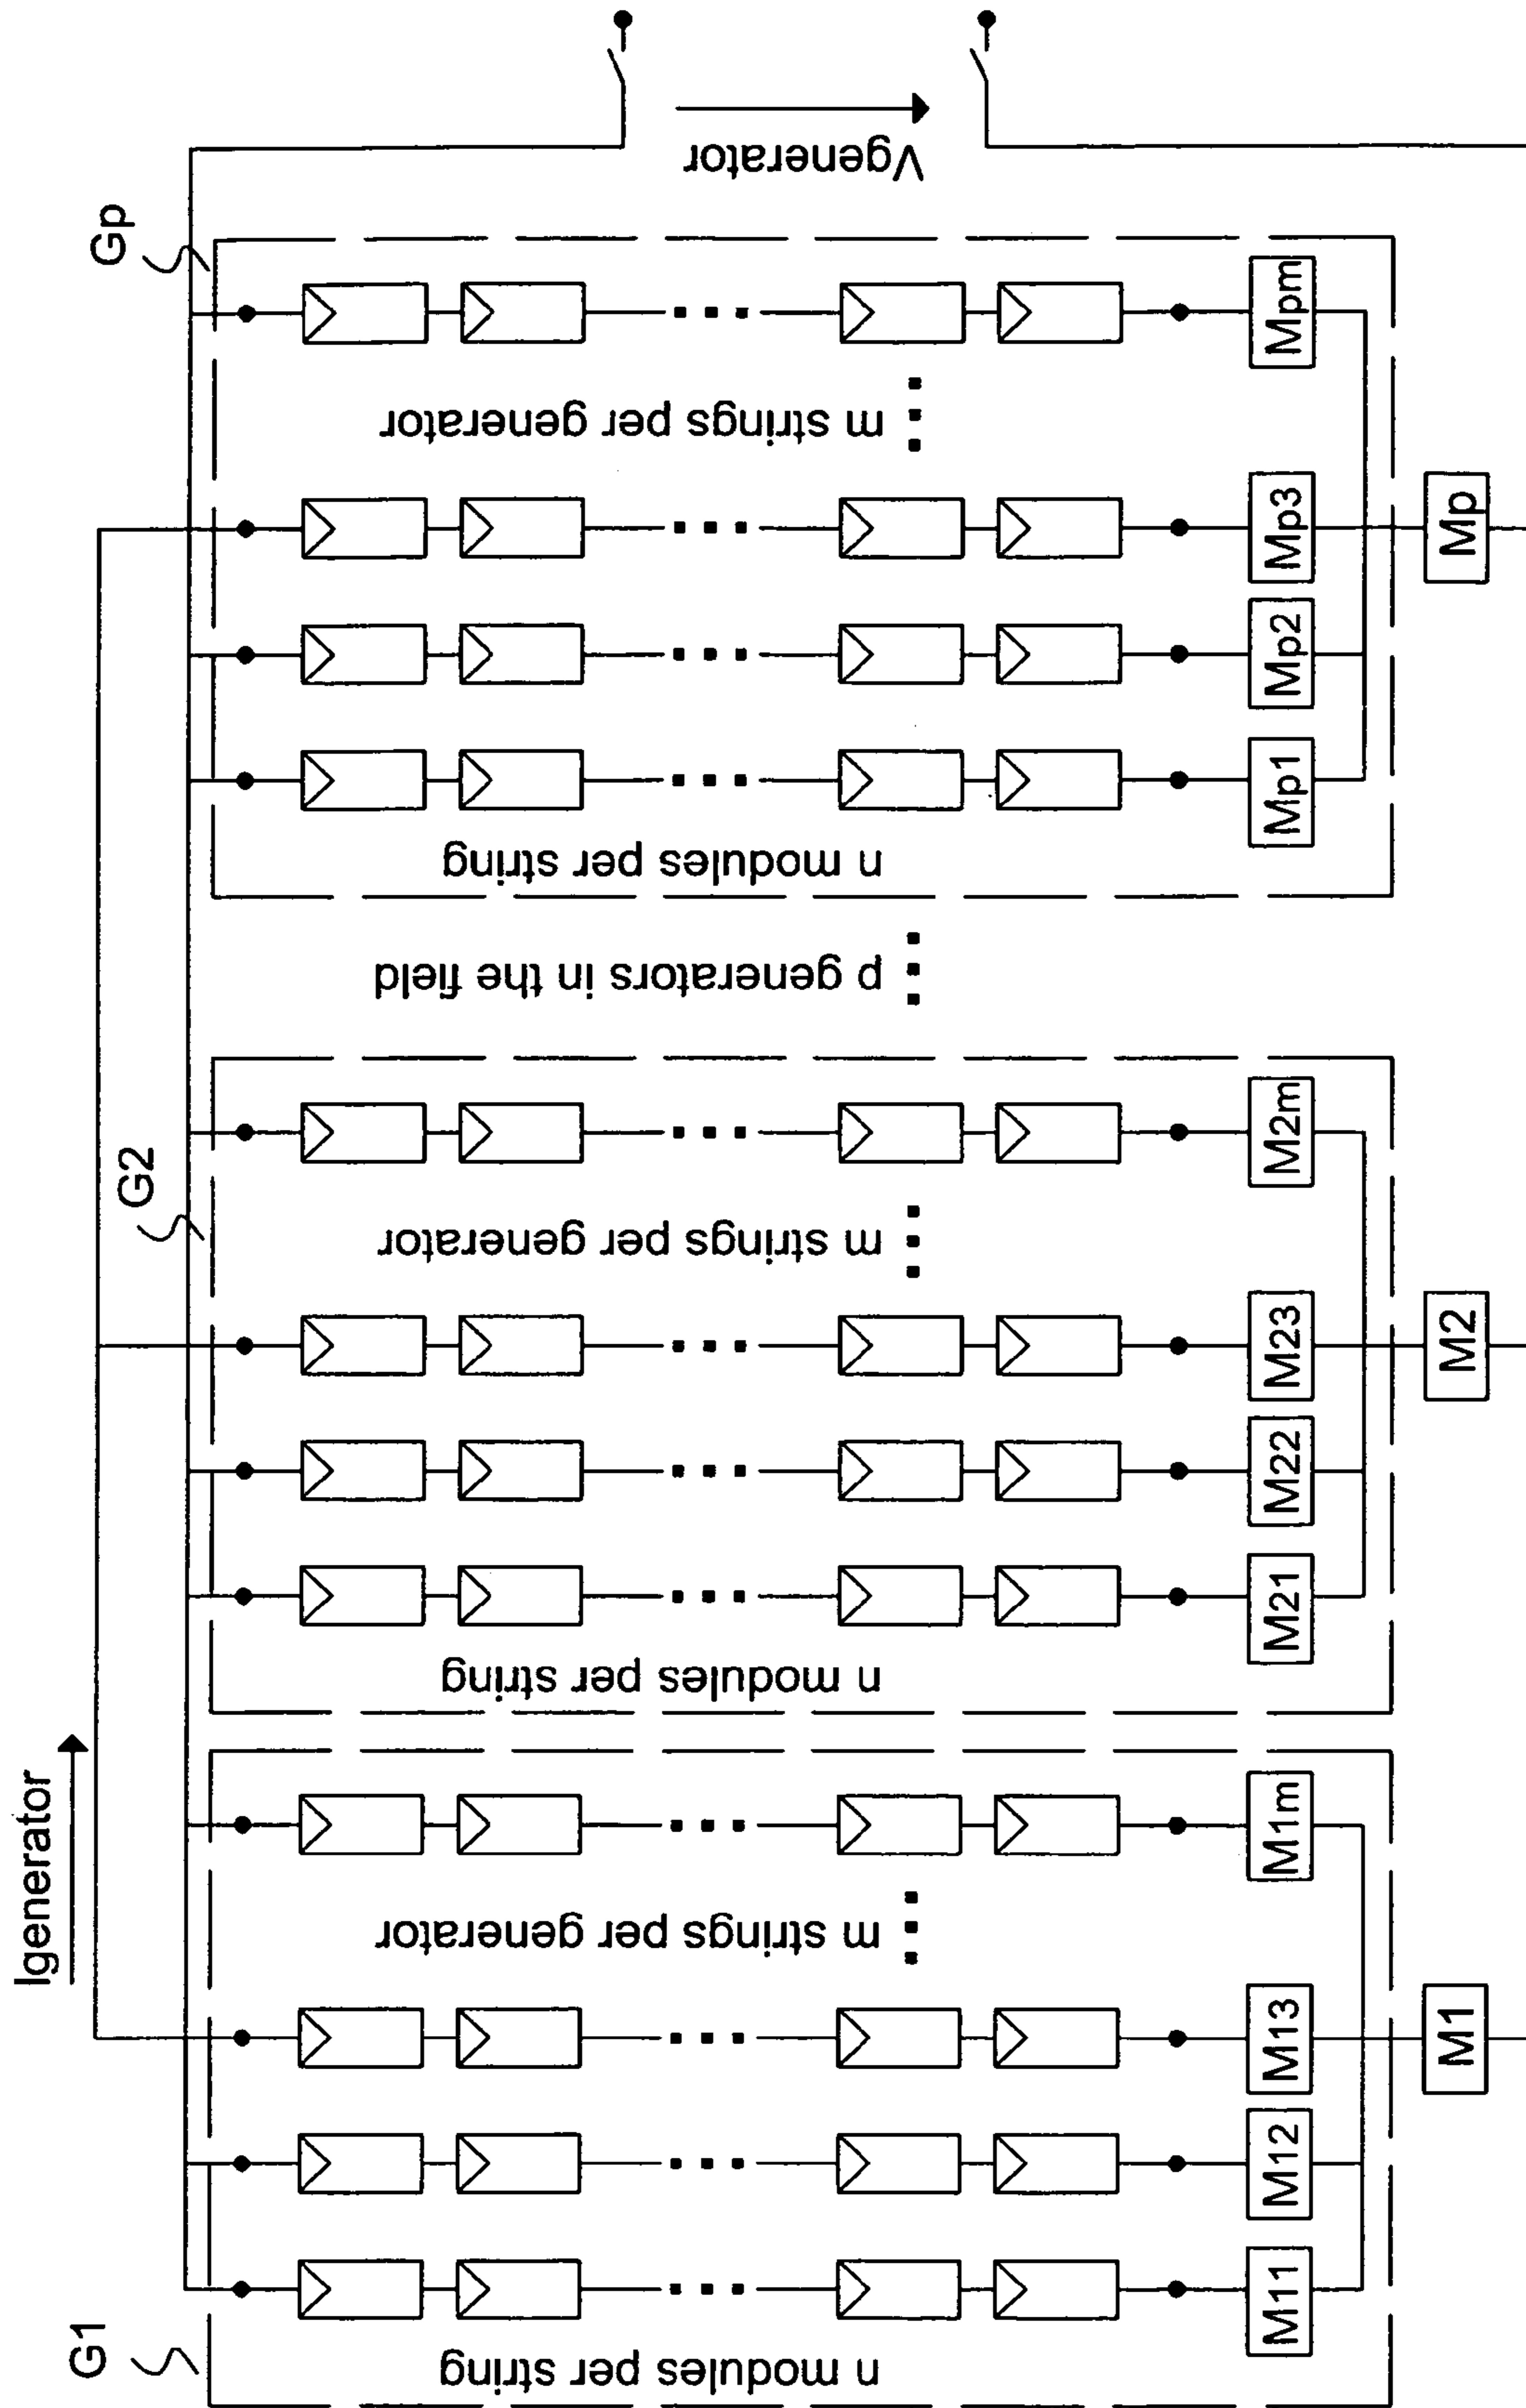 Igenerator
G1
G2
Gp
n modules per string
m strings per generator
n modules per string
m strings per generator
p generators in the field
n modules per string
m strings per generator
Vgenerator
M11
M12
M13
M1m
M21
M22
M23
M2m
Mp1
Mp2
Mp3
Mpm
M1
M2
Mp